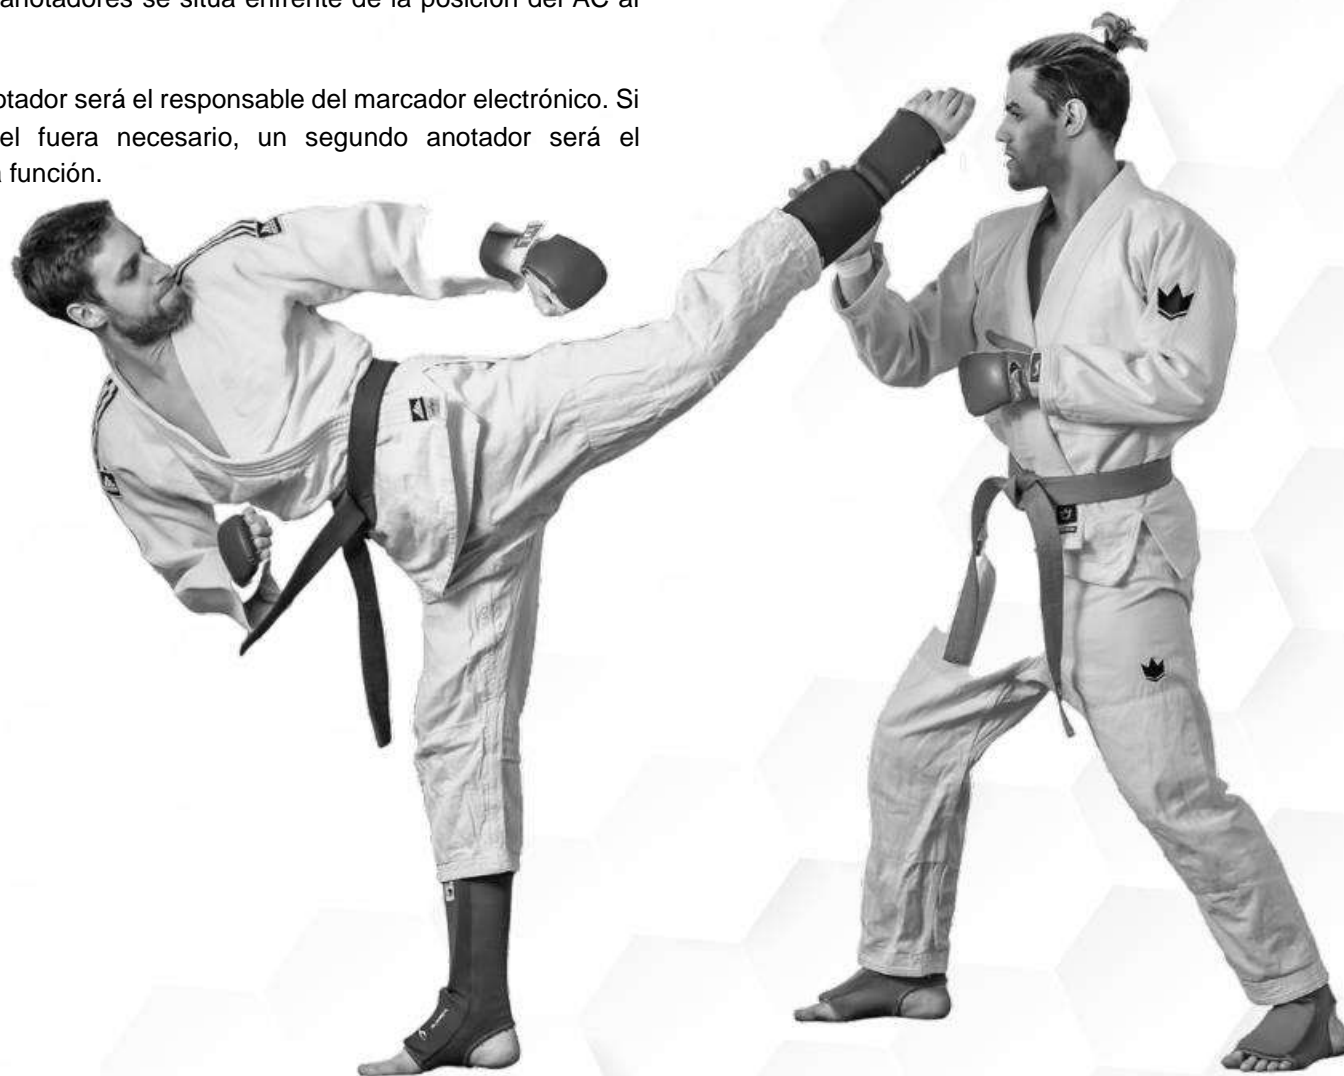 anotadores se sitúa enfrente de la posición del AC al
otador será el responsable del marcador electrónico. Si
el fuera necesario, un segundo anotador será el
a función.